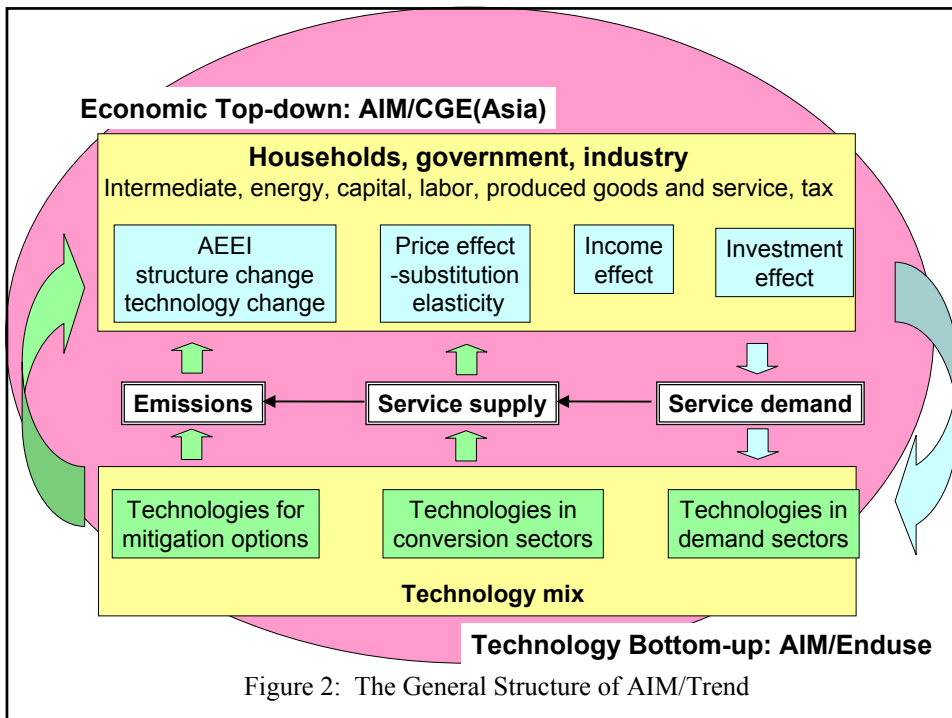 Economic Top-down: AIM/CGE(Asia)
Households, government, industry
Intermediate, energy, capital, labor, produced goods and service, tax
AEEI
structure change
technology change
Price effect
-substitution
elasticity
Income
effect
Investment
effect
Emissions
Service supply
Service demand
Technologies for
mitigation options
Technologies in
conversion sectors
Technologies in
demand sectors
Technology mix
Technology Bottom-up: AIM/Enduse
Figure 2: The General Structure of AIM/Trend